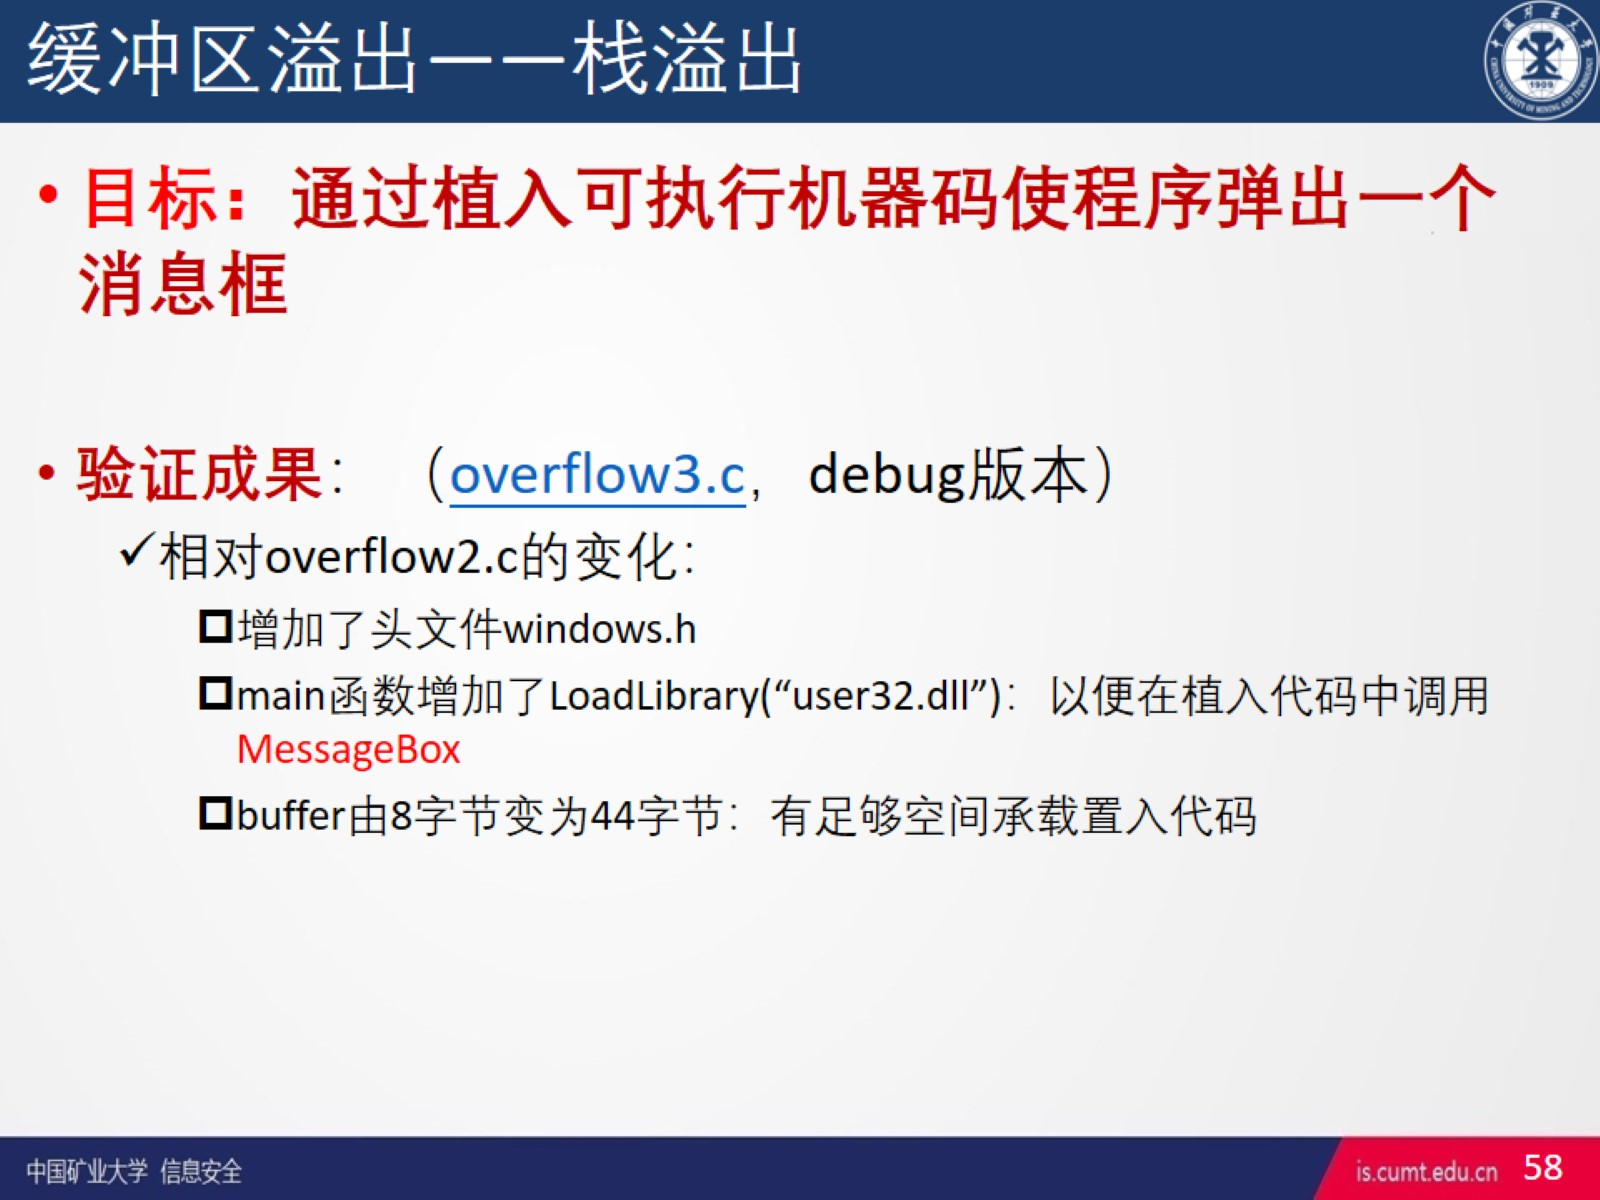 缓冲区溢出——栈溢出
• 目标：通过植入可执行机器码使程序弹出一个
消息框
• 验证成果：（overflow3.c，debug版本）
✓相对overflow2.c的变化：
增加了头文件windows.h
main函数增加了LoadLibrary(“user32.dll”)：以便在植入代码中调用
MessageBox
buffer由8字节变为44字节：有足够空间承载置入代码
中国矿业大学 信息安全
is.cumt.edu.cn 58
CHINA UNIVERSITY OF MINING AND TECHNOLOGY
1909